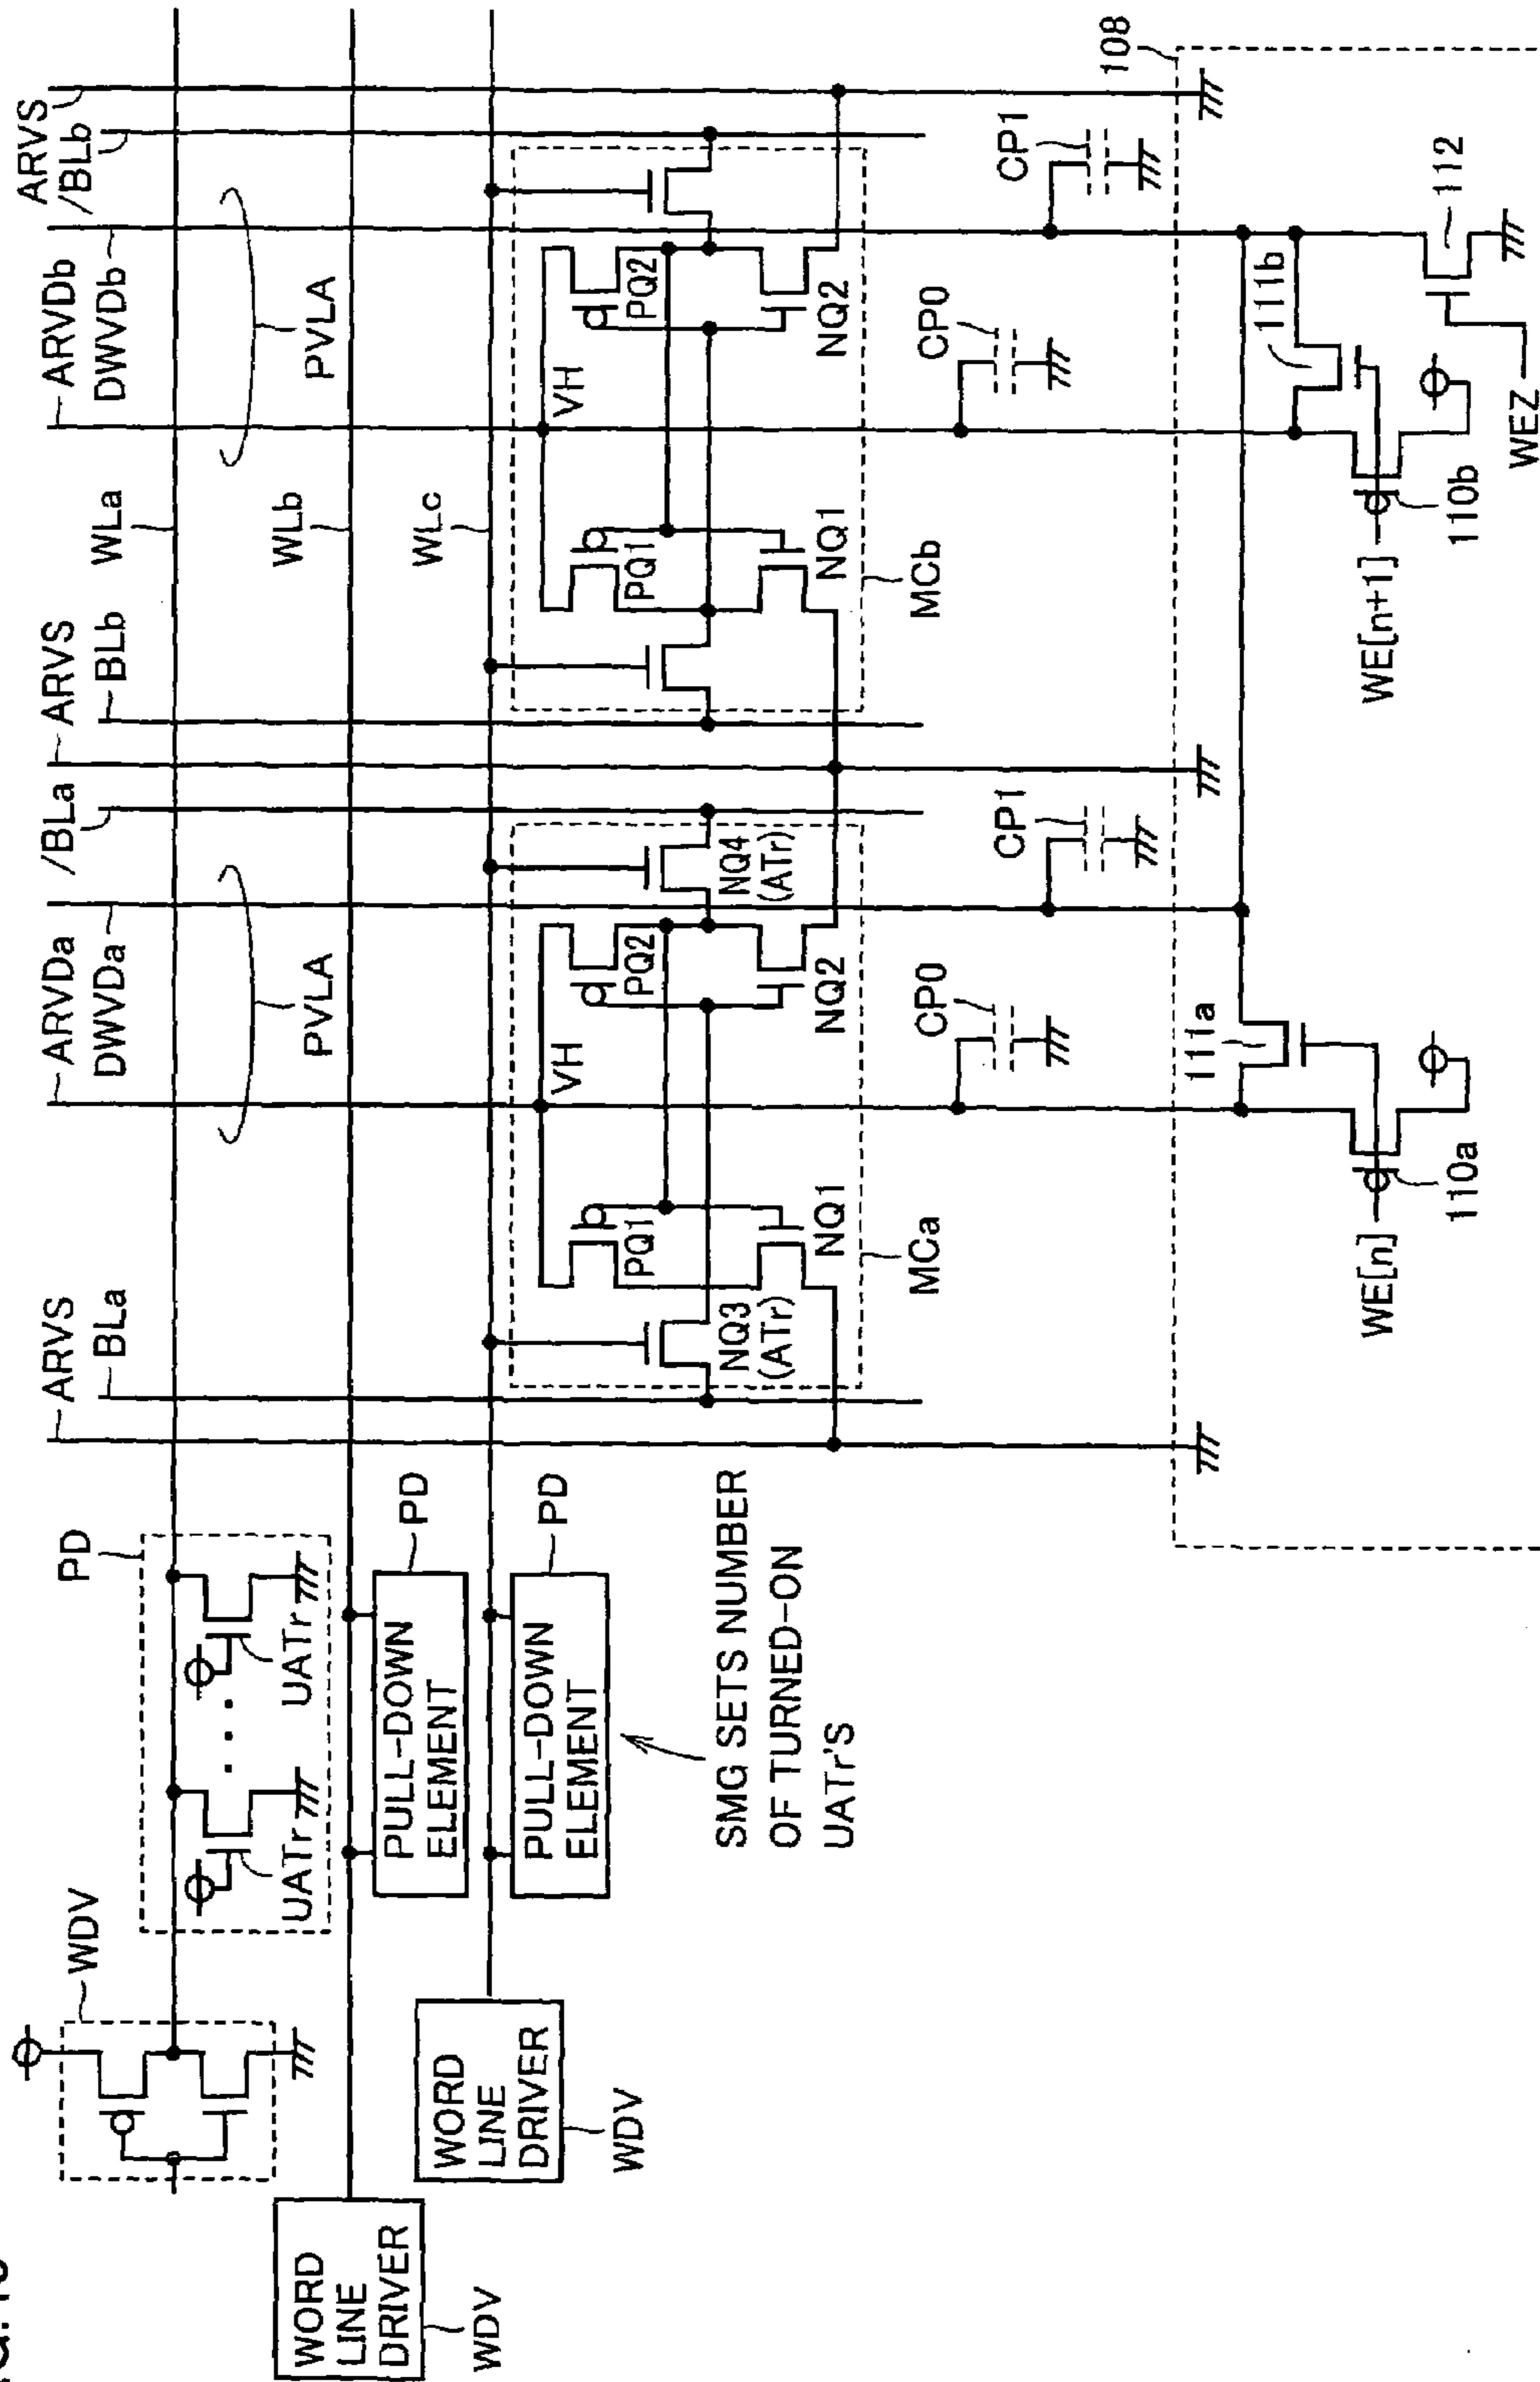 WDV
PD
UATr
UATr
WORD
LINE
DRIVER
WDV
WORD
LINE
DRIVER
WDV
PULL-DOWN
ELEMENT
PD
PULL-DOWN
ELEMENT
PD
SMG SETS NUMBER
OF TURNED-ON
UATr'S
ARVS
BLa
ARVDa
DWVDa
PVLA
/BLa
ARVS
BLb
WLa
WLb
WLc
ARVDb
DWVDb
PVLA
ARVS
/BLb
VH
PQ1
PQ2
NQ3
(ATr)
NQ4
(ATr)
NQ1
NQ2
MCa
VH
PQ1
PQ2
NQ1
NQ2
MCb
CP0
CP1
CP0
CP1
108
111a
111b
112
WE[n]
110a
WE[n+1]
110b
WEZ